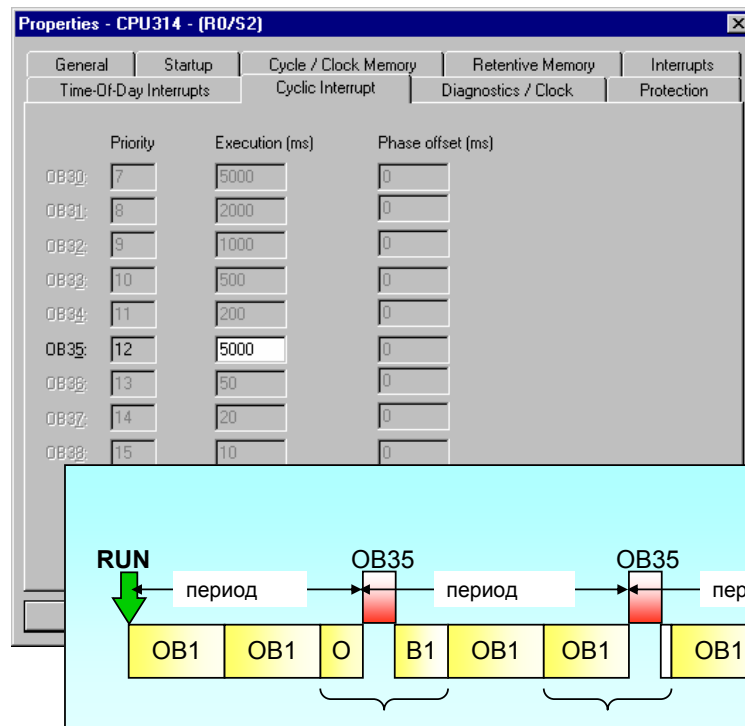 Properties - CPU314 - (R0/S2)
General Startup Cycle / Clock Memory Retentive Memory Interrupts
Time-Of-Day Interrupts Cyclic Interrupt Diagnostics / Clock Protection
Priority Execution (ms) Phase offset (ms)
OB30: 7 5000 0
OB31: 8 2000 0
OB32: 9 1000 0
OB33: 10 500 0
OB34: 11 200 0
OB35: 12 5000 0
OB36: 13 50 0
OB37: 14 20 0
OB38: 15 10 0
RUN OB35 OB35
период период пер
OB1 OB1 O B1 OB1 OB1 OB1